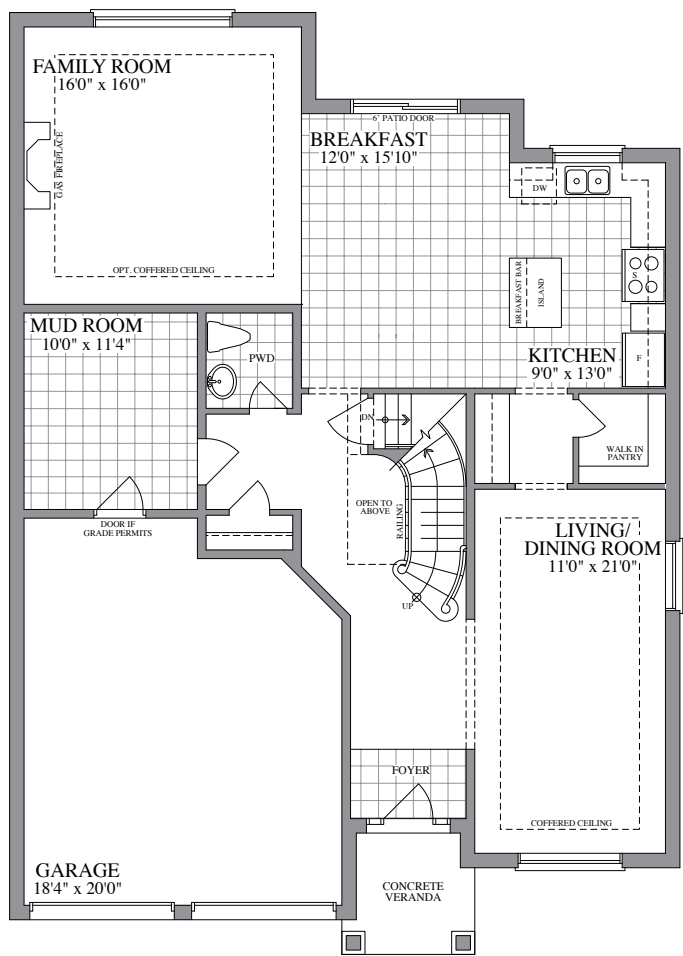 FAMILY ROOM
16'0" x 16'0"
GAS FIREPLACE
OPT. COFFERED CEILING
6' PATIO DOOR
BREAKFAST
12'0" x 15'10"
DW
S
BREAKFAST BAR
ISLAND
KITCHEN
9'0" x 13'0"
F
MUD ROOM
10'0" x 11'4"
PWD
DN
WALK IN
PANTRY
OPEN TO
ABOVE
RAILING
DOOR IF
GRADE PERMITS
LIVING/
DINING ROOM
11'0" x 21'0"
UP
FOYER
COFFERED CEILING
GARAGE
18'4" x 20'0"
CONCRETE
VERANDA